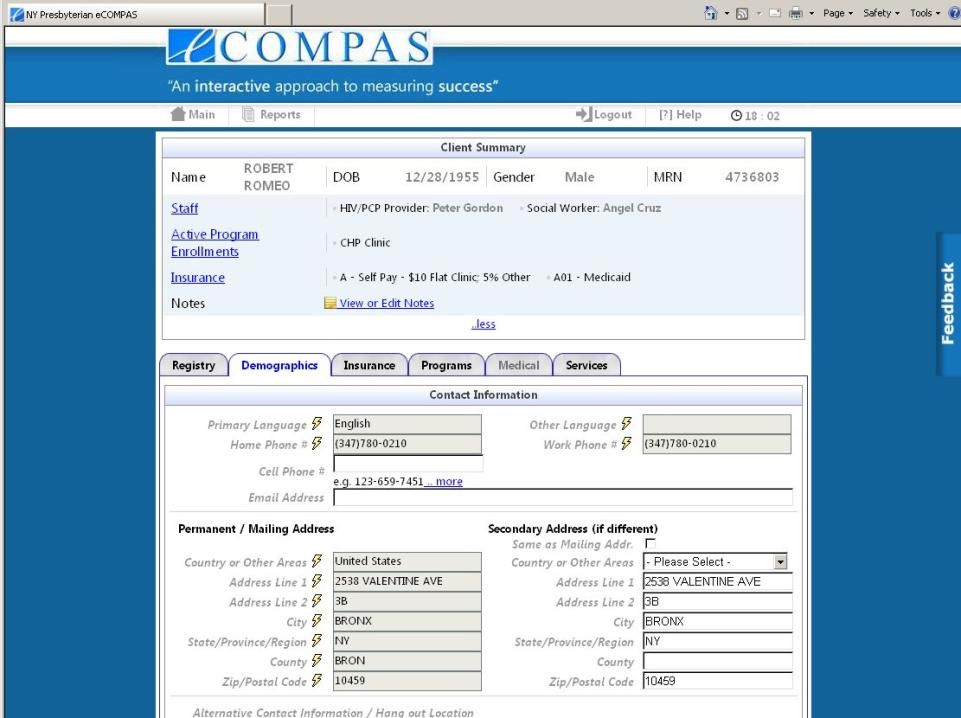 NY Presbyterian eCOMPAS
Page Safety Tools
eCOMPAS
"An interactive approach to measuring success"
Main Reports Logout [?] Help 18 : 02
Client Summary
Name ROBERT ROMEO DOB 12/28/1955 Gender Male MRN 4736803
Staff HIV/PCP Provider: Peter Gordon Social Worker: Angel Cruz
Active Program Enrollments CHP Clinic
Insurance A - Self Pay - $10 Flat Clinic; 5% Other A01 - Medicaid
Notes View or Edit Notes
..less
Feedback
Registry Demographics Insurance Programs Medical Services
Contact Information
Primary Language English Other Language
Home Phone # (347)780-0210 Work Phone # (347)780-0210
Cell Phone #
e.g. 123-659-7451 ... more
Email Address
Permanent / Mailing Address Secondary Address (if different)
Same as Mailing Addr.
Country or Other Areas United States Country or Other Areas - Please Select -
Address Line 1 2538 VALENTINE AVE Address Line 1 2538 VALENTINE AVE
Address Line 2 3B Address Line 2 3B
City BRONX City BRONX
State/Province/Region NY State/Province/Region NY
County BRON County
Zip/Postal Code 10459 Zip/Postal Code 10459
Alternative Contact Information / Hang out Location